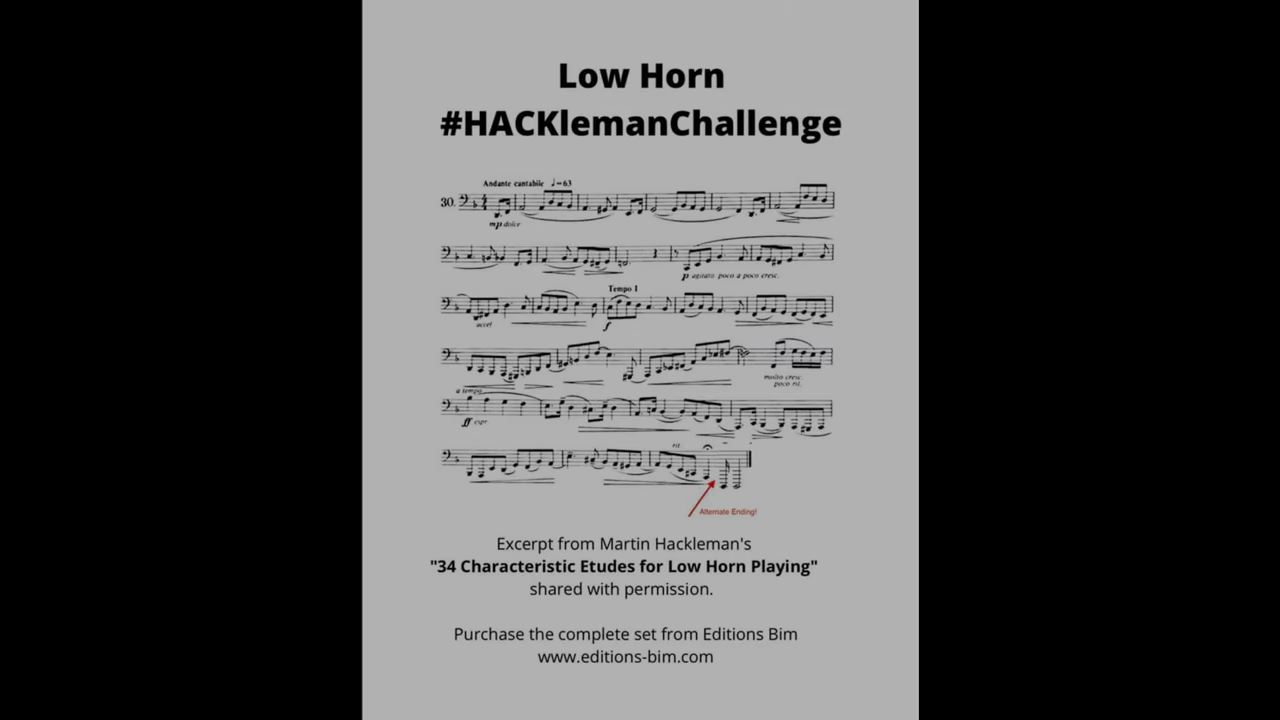 Low Horn
#HACKlemanChallenge
Andante cantabile ♩=63
30.
mp dolce
p agitato poco a poco cresc.
Tempo I
accel
f
molto cresc.
poco rit.
a tempo
ff espr
rit.
Alternate Ending!
Excerpt from Martin Hackleman's
"34 Characteristic Etudes for Low Horn Playing"
shared with permission.
Purchase the complete set from Editions Bim
www.editions-bim.com